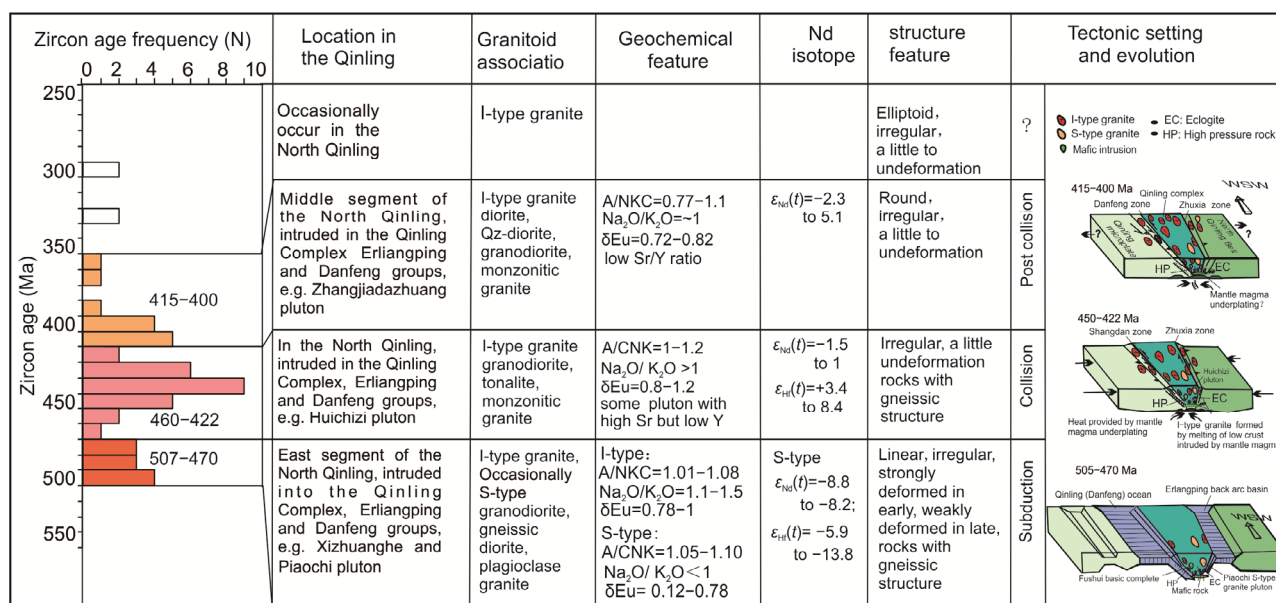 Zircon age frequency (N)
0 2 4 6 8 10
Zircon age (Ma)
250
300
350
400
450
500
550
415−400
460−422
507−470
Location in
the Qinling
Granitoid
associatio
Geochemical
feature
Nd
isotope
structure
feature
Tectonic setting
and evolution
Occasionally
occur in the
North Qinling
I-type granite
Elliptoid,
irregular,
a little to
undeformation
?
Middle segment of
the North Qinling,
intruded in the Qinling
Complex Erliangping
and Danfeng groups,
e.g. Zhangjiadazhuang
pluton
I-type granite
diorite,
Qz-diorite,
granodiorite,
monzonitic
granite
A/NKC=0.77−1.1
Na₂O/K₂O=~1
δEu=0.72−0.82
low Sr/Y ratio
εNd(t)=−2.3
to 5.1
Round,
irregular,
a little to
undeformation
Post collision
In the North Qinling,
intruded in the Qinling
Complex, Erliangping
and Danfeng groups,
e.g. Huichizi pluton
I-type granite
granodiorite,
tonalite,
monzonitic
granite
A/CNK=1−1.2
Na₂O/ K₂O >1
δEu=0.8−1.2
some pluton with
high Sr but low Y
εNd(t)=−1.5
to 1
εHf(t)=+3.4
to 8.4
Irregular, a little
undeformation
rocks with
gneissic
structure
Collision
East segment of the
North Qinling, intruded
into the Qinling
Complex, Erliangping
and Danfeng groups,
e.g. Xizhuanghe and
Piaochi pluton
I-type granite,
Occasionally
S-type
granodiorite,
gneissic
diorite,
plagioclase
granite
I-type:
A/NKC=1.01−1.08
Na₂O/K₂O=1.1−1.5
δEu=0.78−1
S-type:
A/CNK=1.05−1.10
Na₂O/ K₂O<1
δEu= 0.12−0.78
S-type
εNd(t)=−8.8
to −8.2;
εHf(t)= −5.9
to −13.8
Linear, irregular,
strongly
deformed in
early, weakly
deformed in late,
rocks with
gneissic
structure
Subduction
I-type granite
EC: Eclogite
S-type granite
HP: High pressure rock
Mafic intrusion
415−400 Ma
Qinling complex
WSW
Danfeng zone
Zhuxia zone
Qinling
microplate
North
Qinling Belt
?
?
HP
EC
Mantle magma
underplating?
450−422 Ma
Shangdan zone
Zhuxia zone
Huichizi
pluton
HP
EC
Heat provided by mantle
magma underplating
I-type granite formed
by melting of low crust
intruded by mantle magm
505−470 Ma
Qinling (Danfeng) ocean
Erlangping back arc basin
WSW
Fushui basic complete
HP
Mafic rock
EC
Piaochi S-type
granite pluton